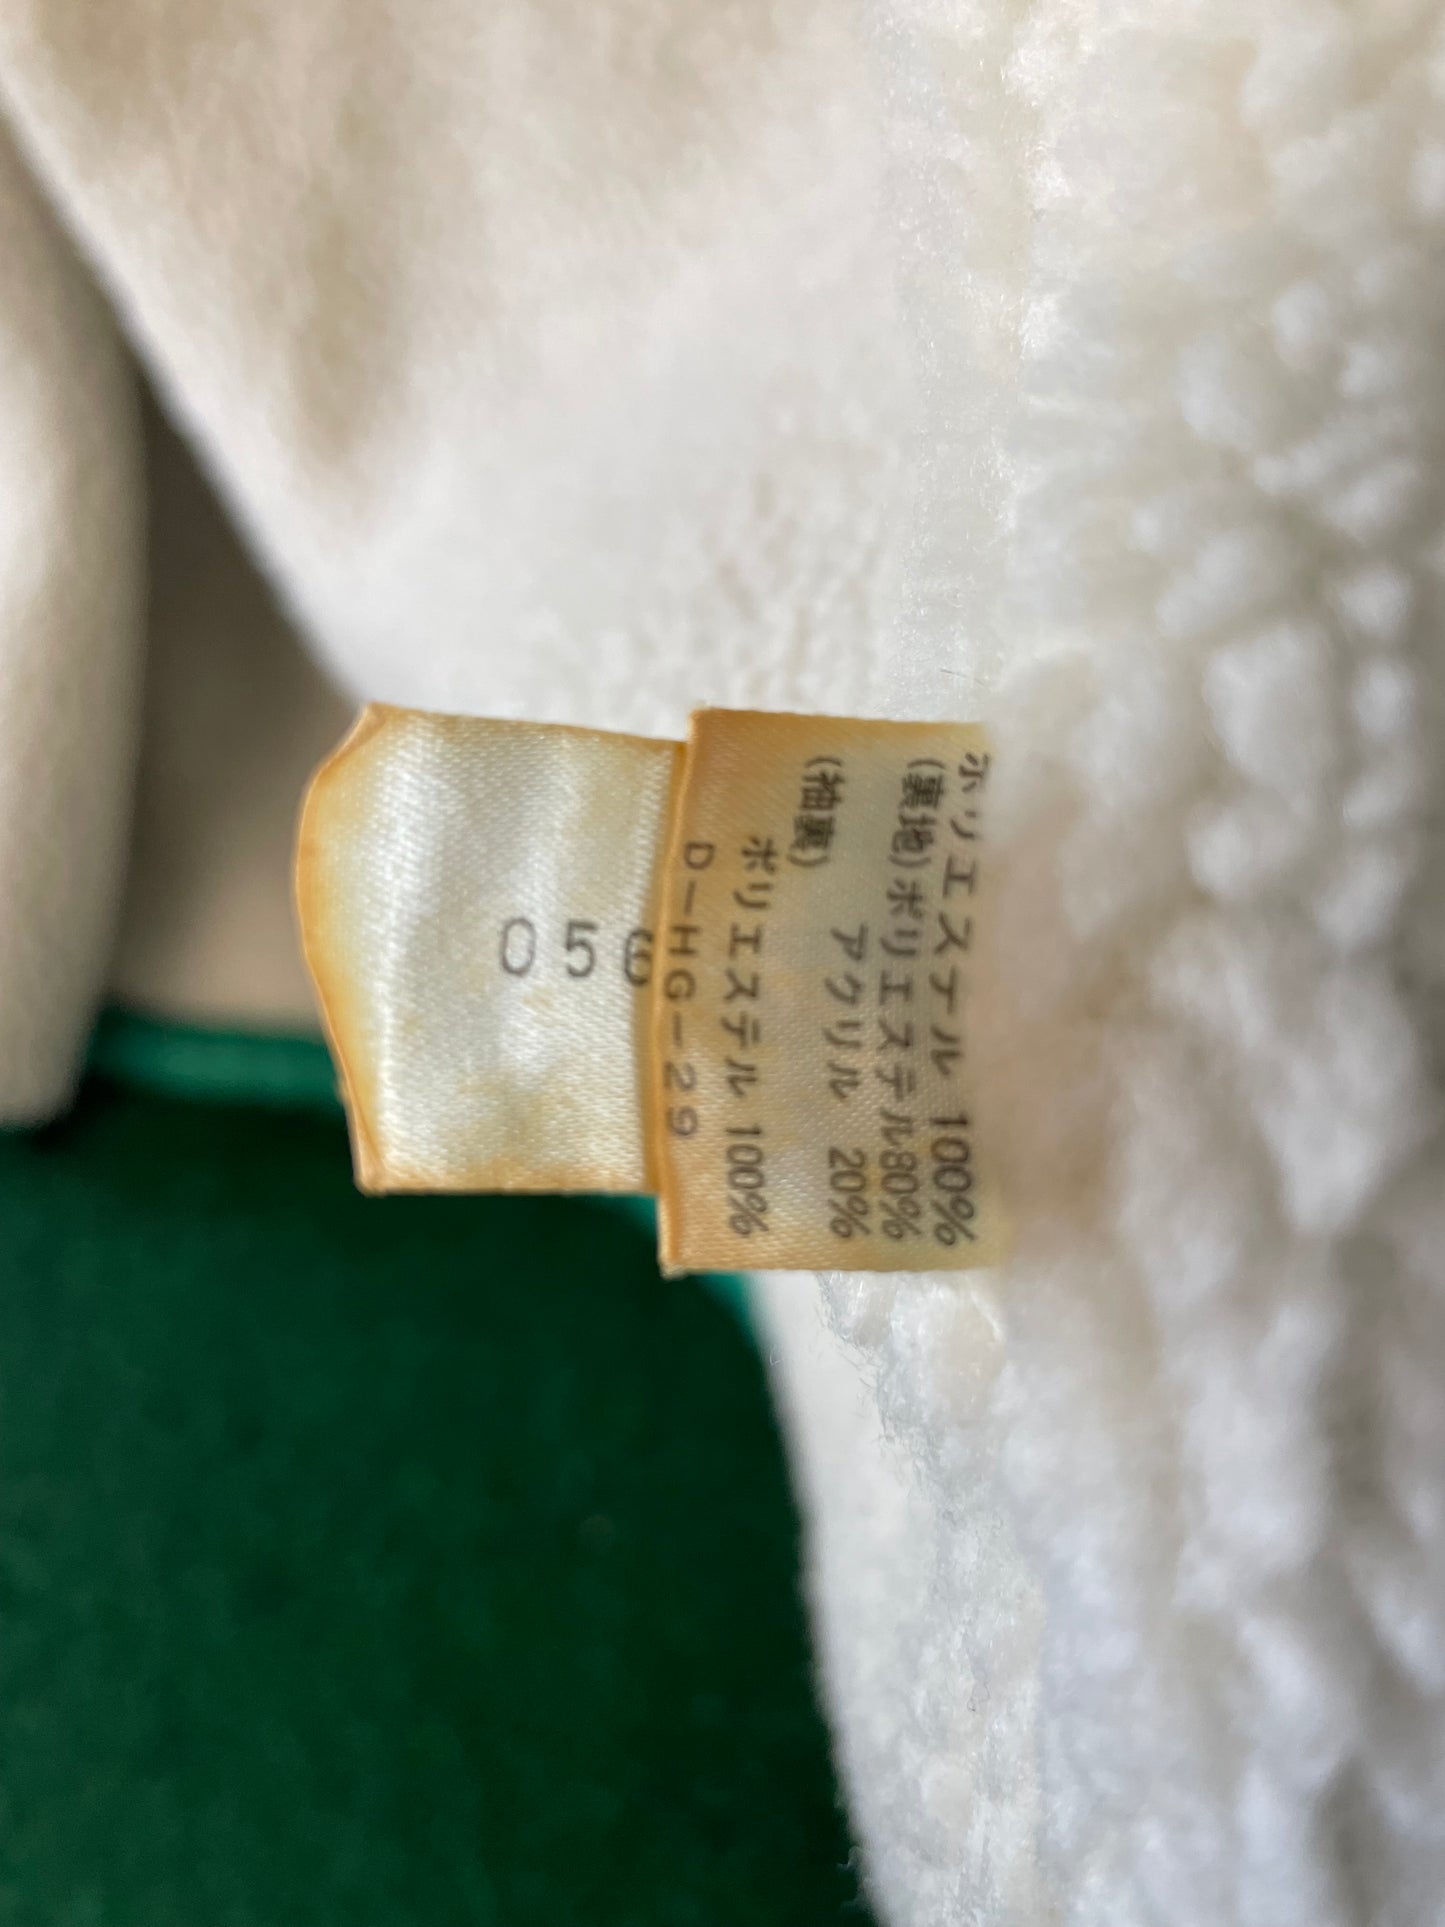 ポリエステル 100%
(裏地)ポリエステル80%
アクリル 20%
(袖裏)
ポリエステル 100%
D-HG-29
056